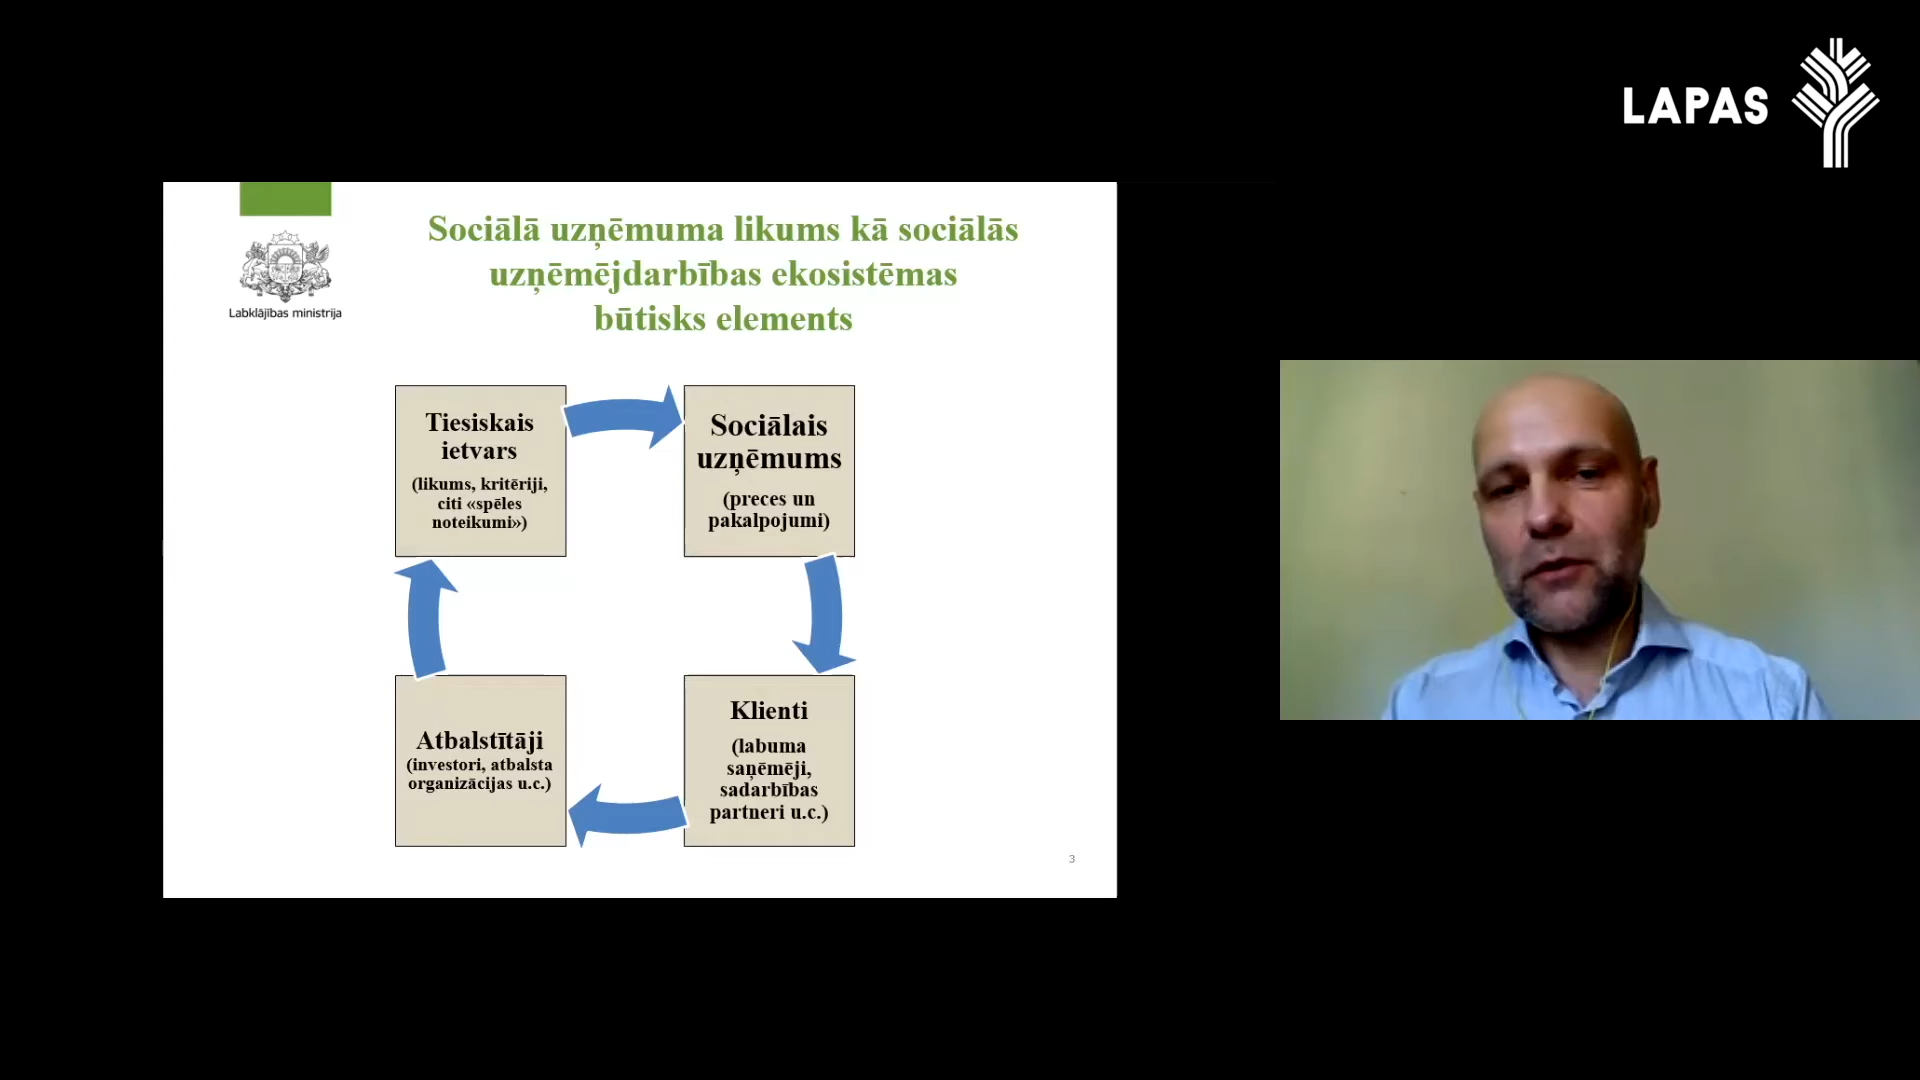 LAPAS
Sociālā uzņēmuma likums kā sociālās
uzņēmējdarbības ekosistēmas
būtisks elements
Labklājības ministrija
Tiesiskais
ietvars
(likums, kritēriji,
citi «spēles
noteikumi»)
Sociālais
uzņēmums
(preces un
pakalpojumi)
Atbalstītāji
(investori, atbalsta
organizācijas u.c.)
Klienti
(labuma
saņēmēji,
sadarbības
partneri u.c.)
3